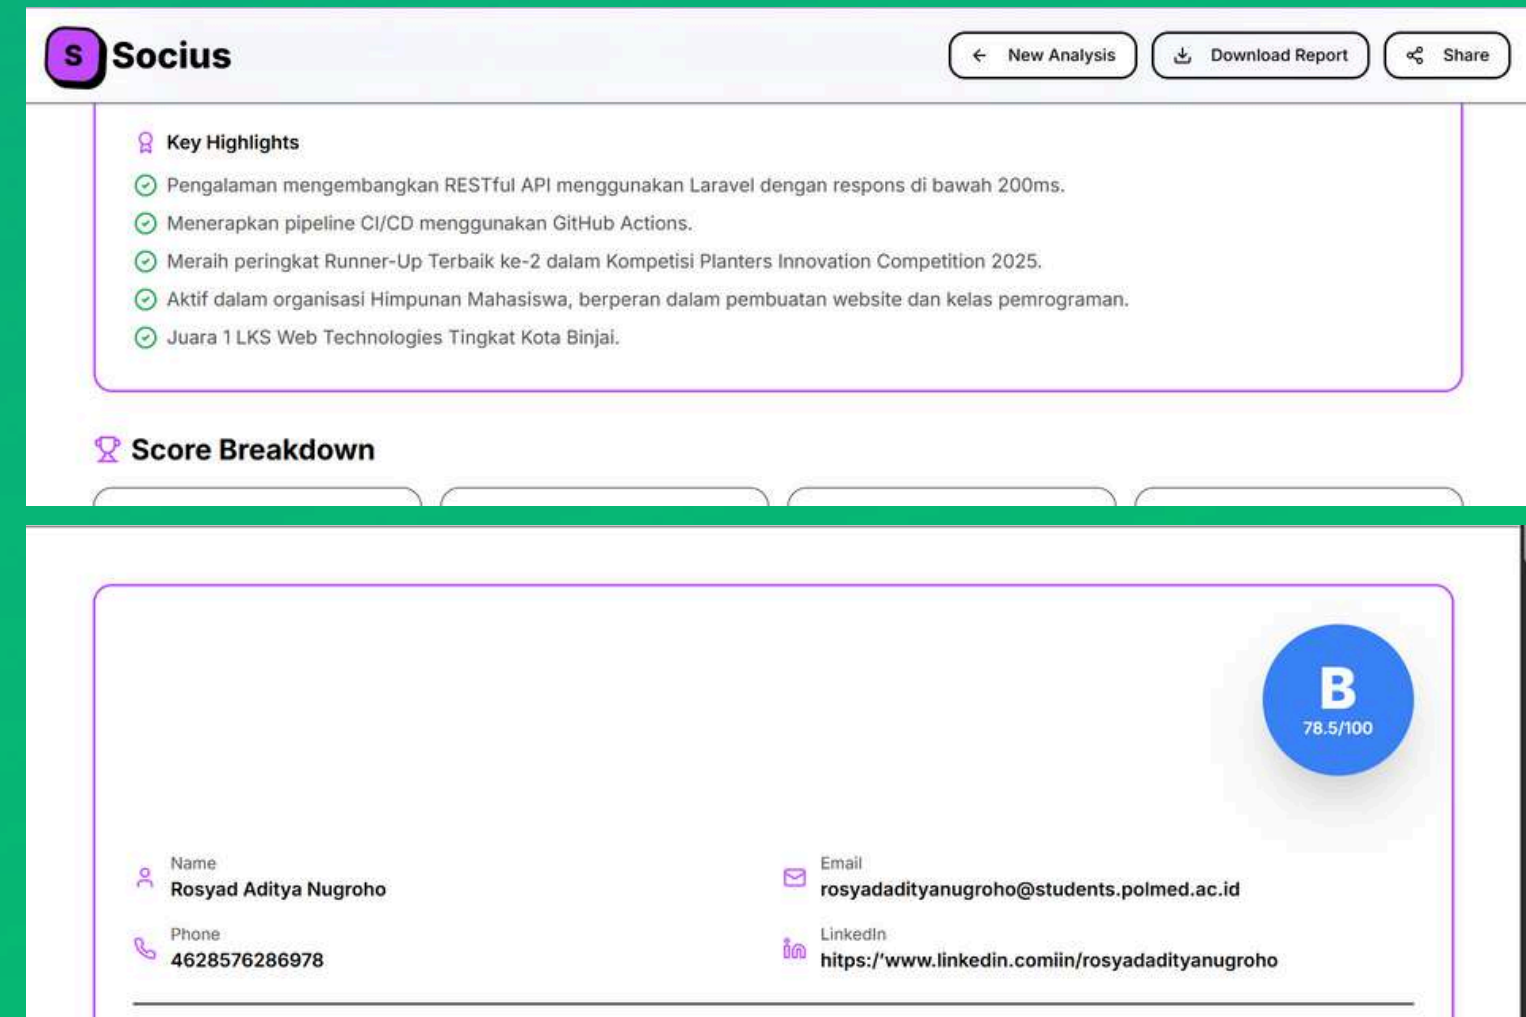 S Socius
New Analysis
Download Report
Share
Key Highlights
Pengalaman mengembangkan RESTful API menggunakan Laravel dengan respons di bawah 200ms.
Menerapkan pipeline CI/CD menggunakan GitHub Actions.
Meraih peringkat Runner-Up Terbaik ke-2 dalam Kompetisi Planters Innovation Competition 2025.
Aktif dalam organisasi Himpunan Mahasiswa, berperan dalam pembuatan website dan kelas pemrograman.
Juara 1 LKS Web Technologies Tingkat Kota Binjai.
Score Breakdown
B
78.5/100
Name
Rosyad Aditya Nugroho
Email
rosyadadityanugroho@students.polmed.ac.id
Phone
4628576286978
LinkedIn
hitps:/'www.linkedin.comiin/rosyadadityanugroho